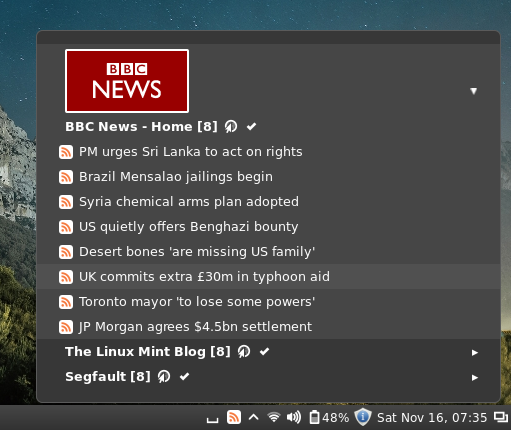 BBC
NEWS
BBC News - Home [8]
PM urges Sri Lanka to act on rights
Brazil Mensalao jailings begin
Syria chemical arms plan adopted
US quietly offers Benghazi bounty
Desert bones 'are missing US family'
UK commits extra £30m in typhoon aid
Toronto mayor 'to lose some powers'
JP Morgan agrees $4.5bn settlement
The Linux Mint Blog [8]
Segfault [8]
48% Sat Nov 16, 07:35